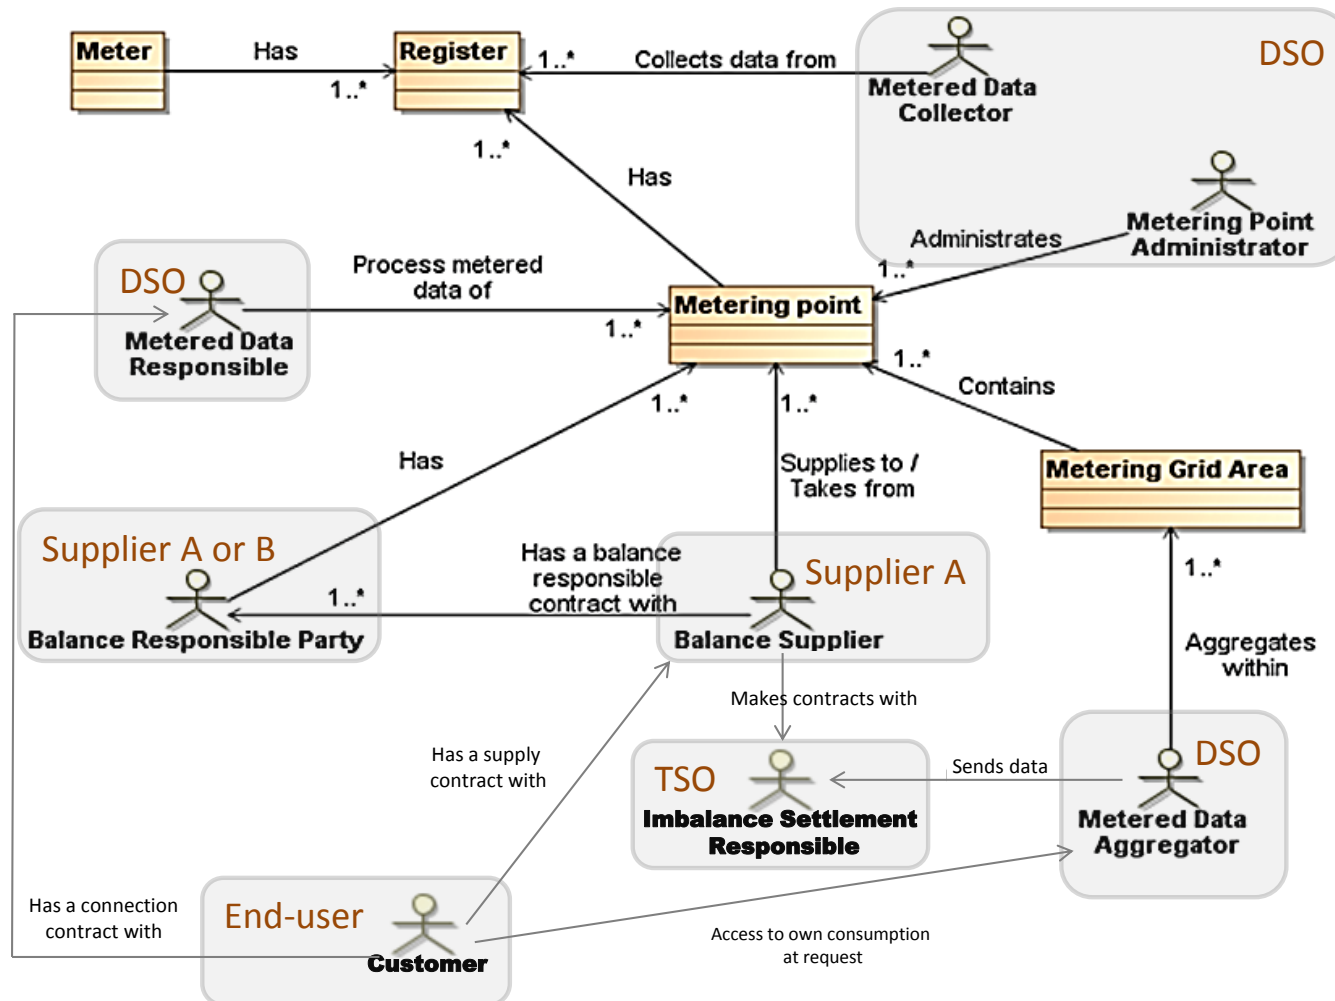 Meter
Has
1..*
Register
1..*
Collects data from
Metered Data
Collector
DSO
1..*
Has
Metering Point
Administrator
Administrates
1..*
DSO
Metered Data
Responsible
Process metered
data of
1..*
Metering point
1..*
Contains
1..*
1..*
Has
Supplies to /
Takes from
Metering Grid Area
Supplier A or B
Balance Responsible Party
1..*
Has a balance
responsible
contract with
Supplier A
Balance Supplier
1..*
Aggregates
within
Makes contracts with
Has a supply
contract with
TSO
Imbalance Settlement
Responsible
Sends data
DSO
Metered Data
Aggregator
Has a connection
contract with
End-user
Customer
Access to own consumption
at request